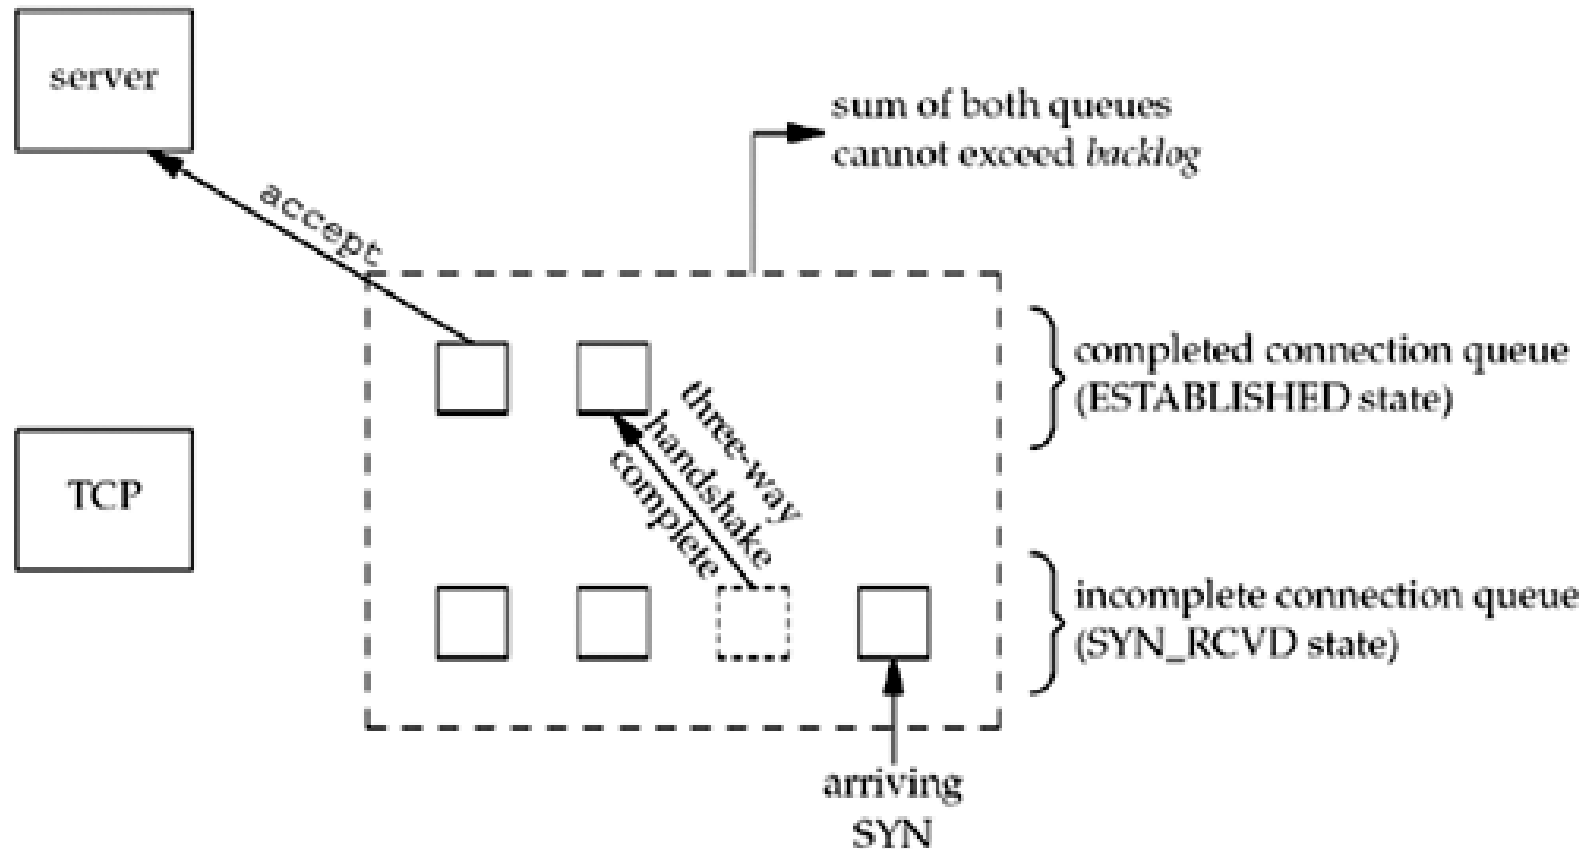 server
sum of both queues
cannot exceed backlog
accept
completed connection queue
(ESTABLISHED state)
three-way
handshake
complete
TCP
incomplete connection queue
(SYN_RCVD state)
arriving
SYN